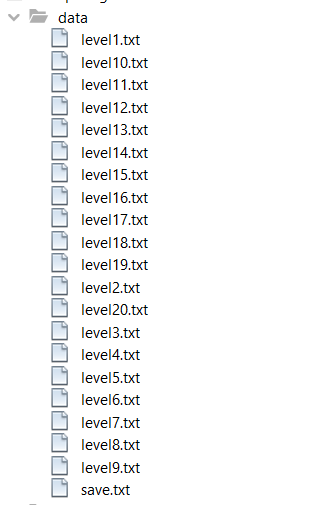 data
level1.txt
level10.txt
level11.txt
level12.txt
level13.txt
level14.txt
level15.txt
level16.txt
level17.txt
level18.txt
level19.txt
level2.txt
level20.txt
level3.txt
level4.txt
level5.txt
level6.txt
level7.txt
level8.txt
level9.txt
save.txt